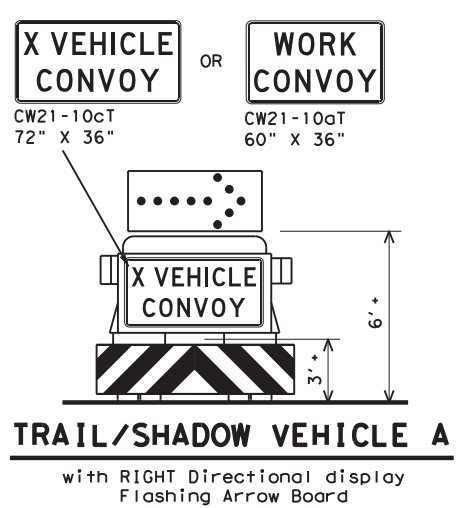 X VEHICLE
CONVOY
OR
WORK
CONVOY
CW21-10cT
72" X 36"
CW21-10aT
60" X 36"
X VEHICLE
CONVOY
6' +
3' +
TRAIL/SHADOW VEHICLE A
with RIGHT Directional display
Flashing Arrow Board